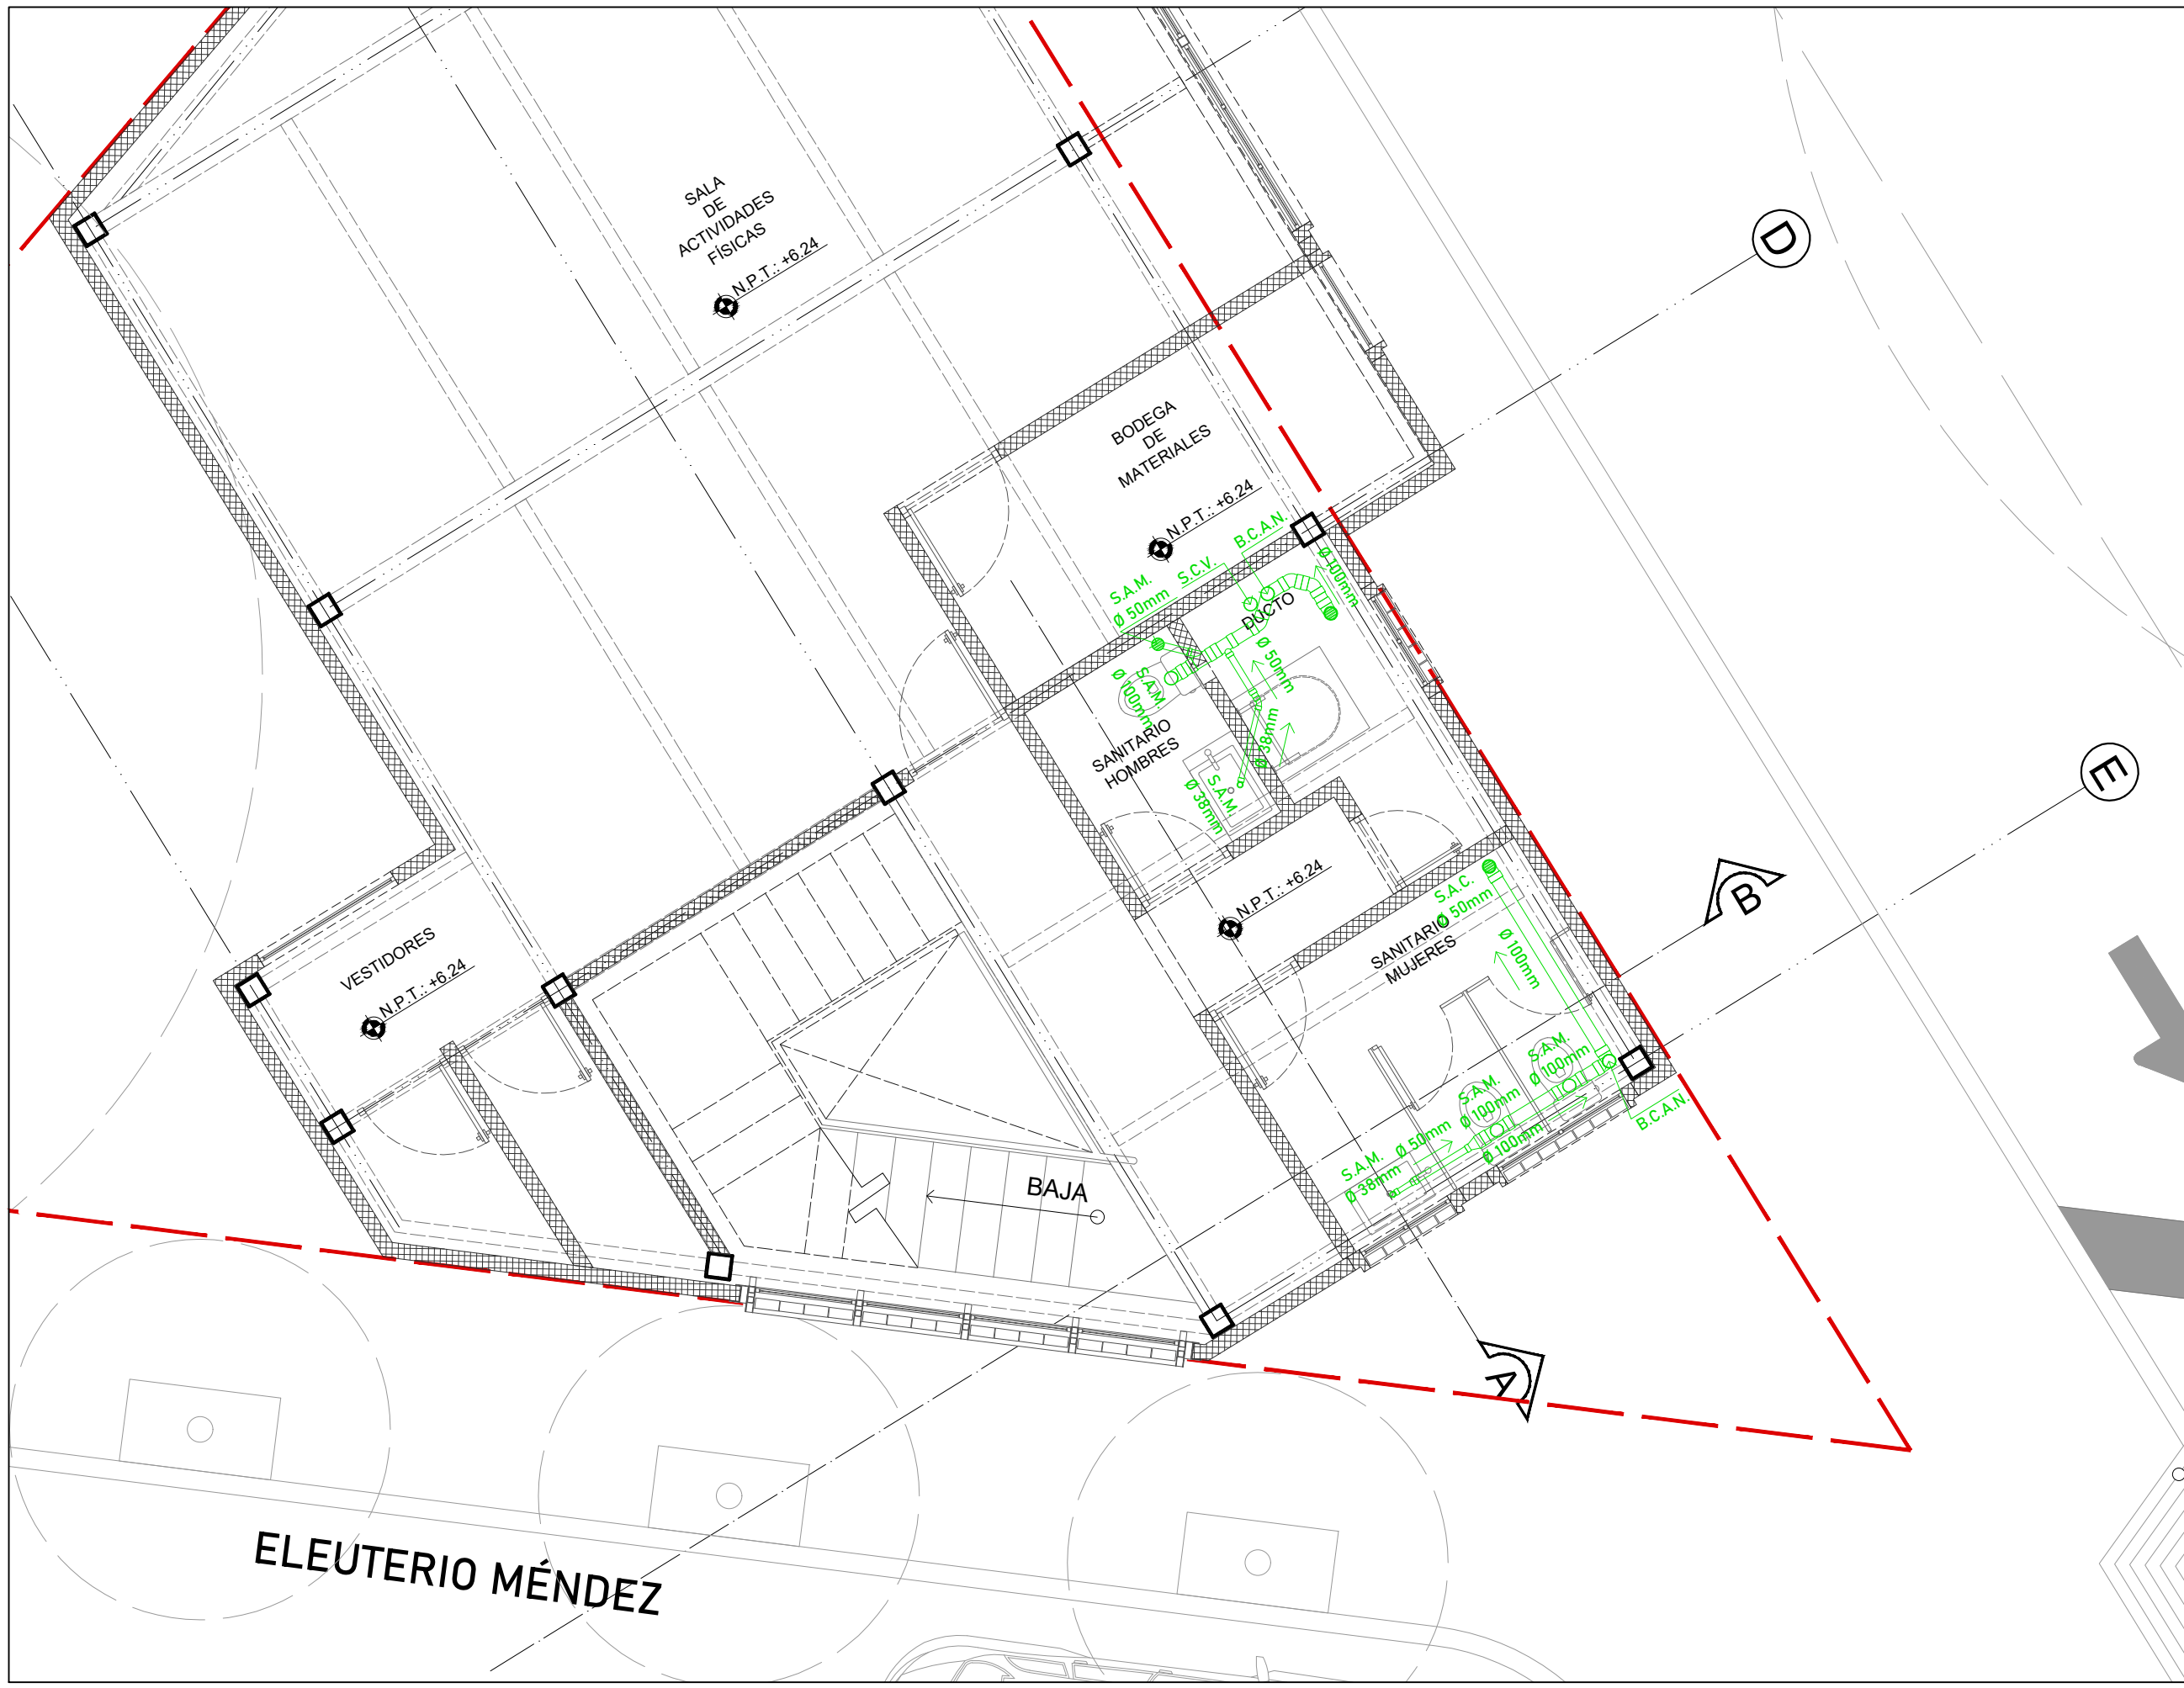 SALA
DE
ACTIVIDADES
FÍSICAS
N.P.T.: +6.24
D
BODEGA
DE
MATERIALES
N.P.T.: +6.24
B.C.A.N.
S.C.V.
S.A.M.
Ø 50mm
Ø 100mm
DUCTO
Ø 50mm
S.A.M.
Ø 100mm
SANITARIO
HOMBRES
Ø 38mm
S.A.M.
Ø 38mm
E
N.P.T.: +6.24
S.A.C.
Ø 50mm
B
SANITARIO
MUJERES
Ø 100mm
VESTIDORES
N.P.T.: +6.24
S.A.M.
Ø 100mm
S.A.M.
Ø 100mm
B.C.A.N.
Ø 50mm
Ø 100mm
S.A.M.
Ø 38mm
BAJA
A
ELEUTERIO MÉNDEZ